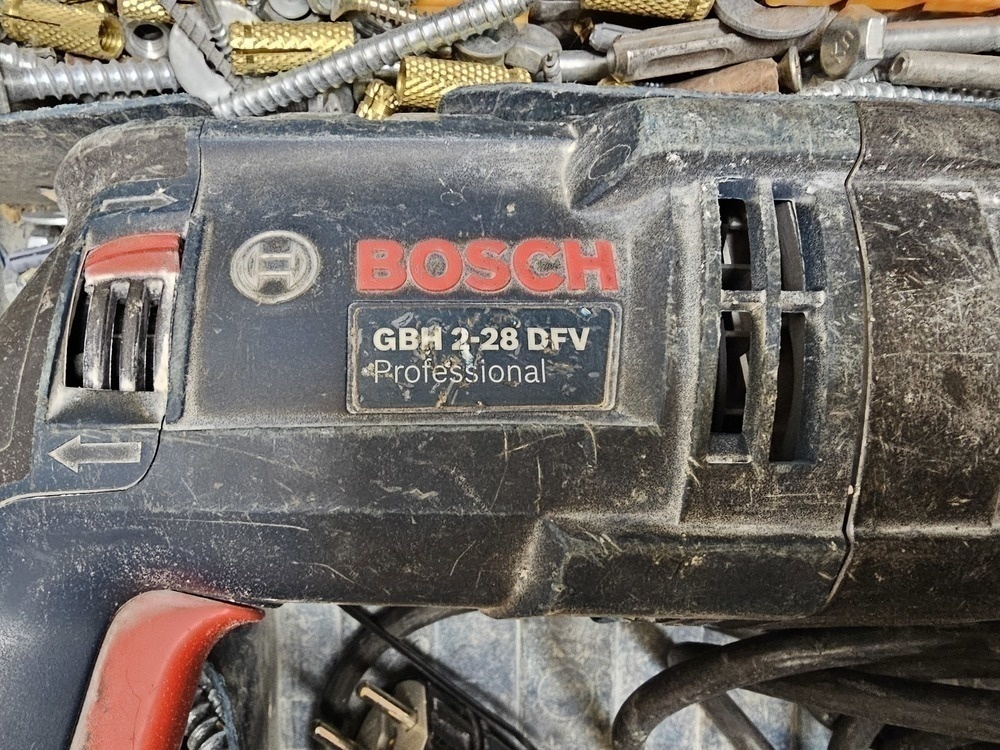 BOSCH
GBH 2-28 DFV
Professional